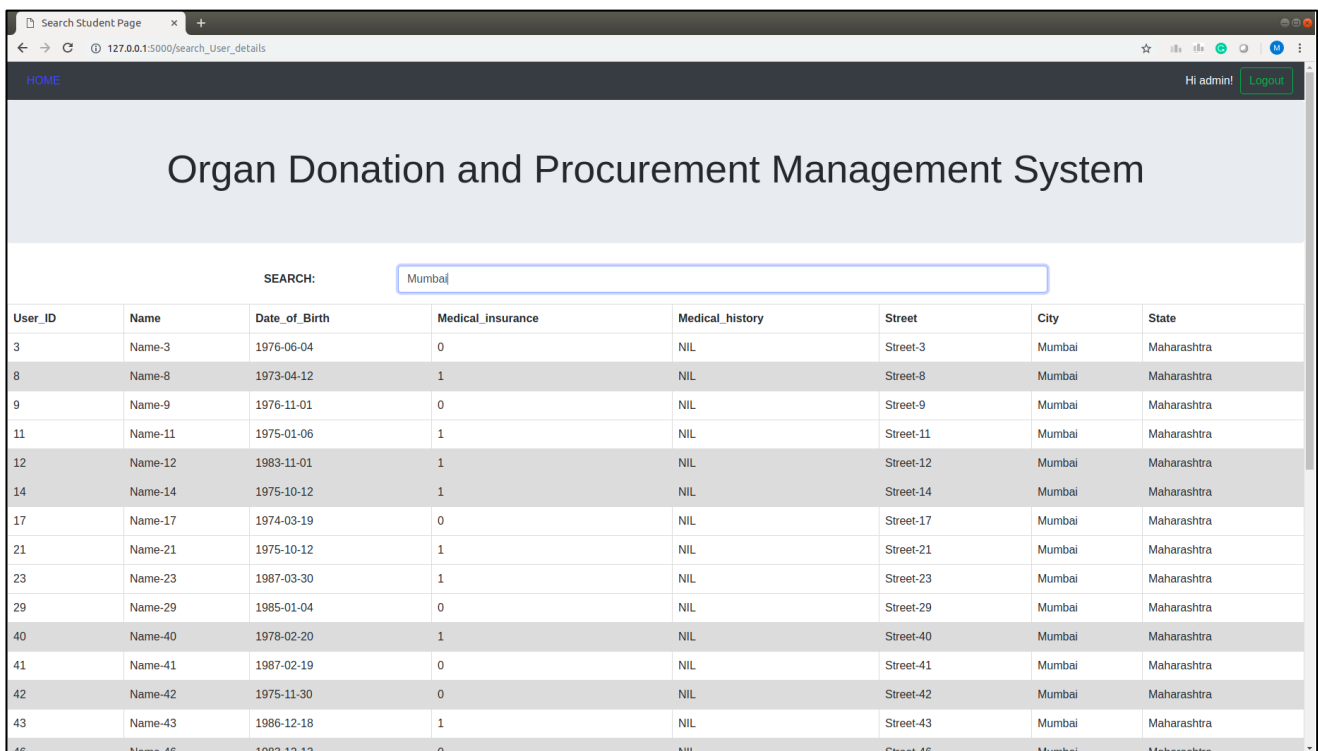 Search Student Page × +
127.0.0.1:5000/search_User_details M
HOME Hi admin! Logout
Organ Donation and Procurement Management System
SEARCH: Mumbai
User_ID Name Date_of_Birth Medical_insurance Medical_history Street City State
3 Name-3 1976-06-04 0 NIL Street-3 Mumbai Maharashtra
8 Name-8 1973-04-12 1 NIL Street-8 Mumbai Maharashtra
9 Name-9 1976-11-01 0 NIL Street-9 Mumbai Maharashtra
11 Name-11 1975-01-06 1 NIL Street-11 Mumbai Maharashtra
12 Name-12 1983-11-01 1 NIL Street-12 Mumbai Maharashtra
14 Name-14 1975-10-12 1 NIL Street-14 Mumbai Maharashtra
17 Name-17 1974-03-19 0 NIL Street-17 Mumbai Maharashtra
21 Name-21 1975-10-12 1 NIL Street-21 Mumbai Maharashtra
23 Name-23 1987-03-30 1 NIL Street-23 Mumbai Maharashtra
29 Name-29 1985-01-04 0 NIL Street-29 Mumbai Maharashtra
40 Name-40 1978-02-20 1 NIL Street-40 Mumbai Maharashtra
41 Name-41 1987-02-19 0 NIL Street-41 Mumbai Maharashtra
42 Name-42 1975-11-30 0 NIL Street-42 Mumbai Maharashtra
43 Name-43 1986-12-18 1 NIL Street-43 Mumbai Maharashtra
NIL Mumbai Maharashtra